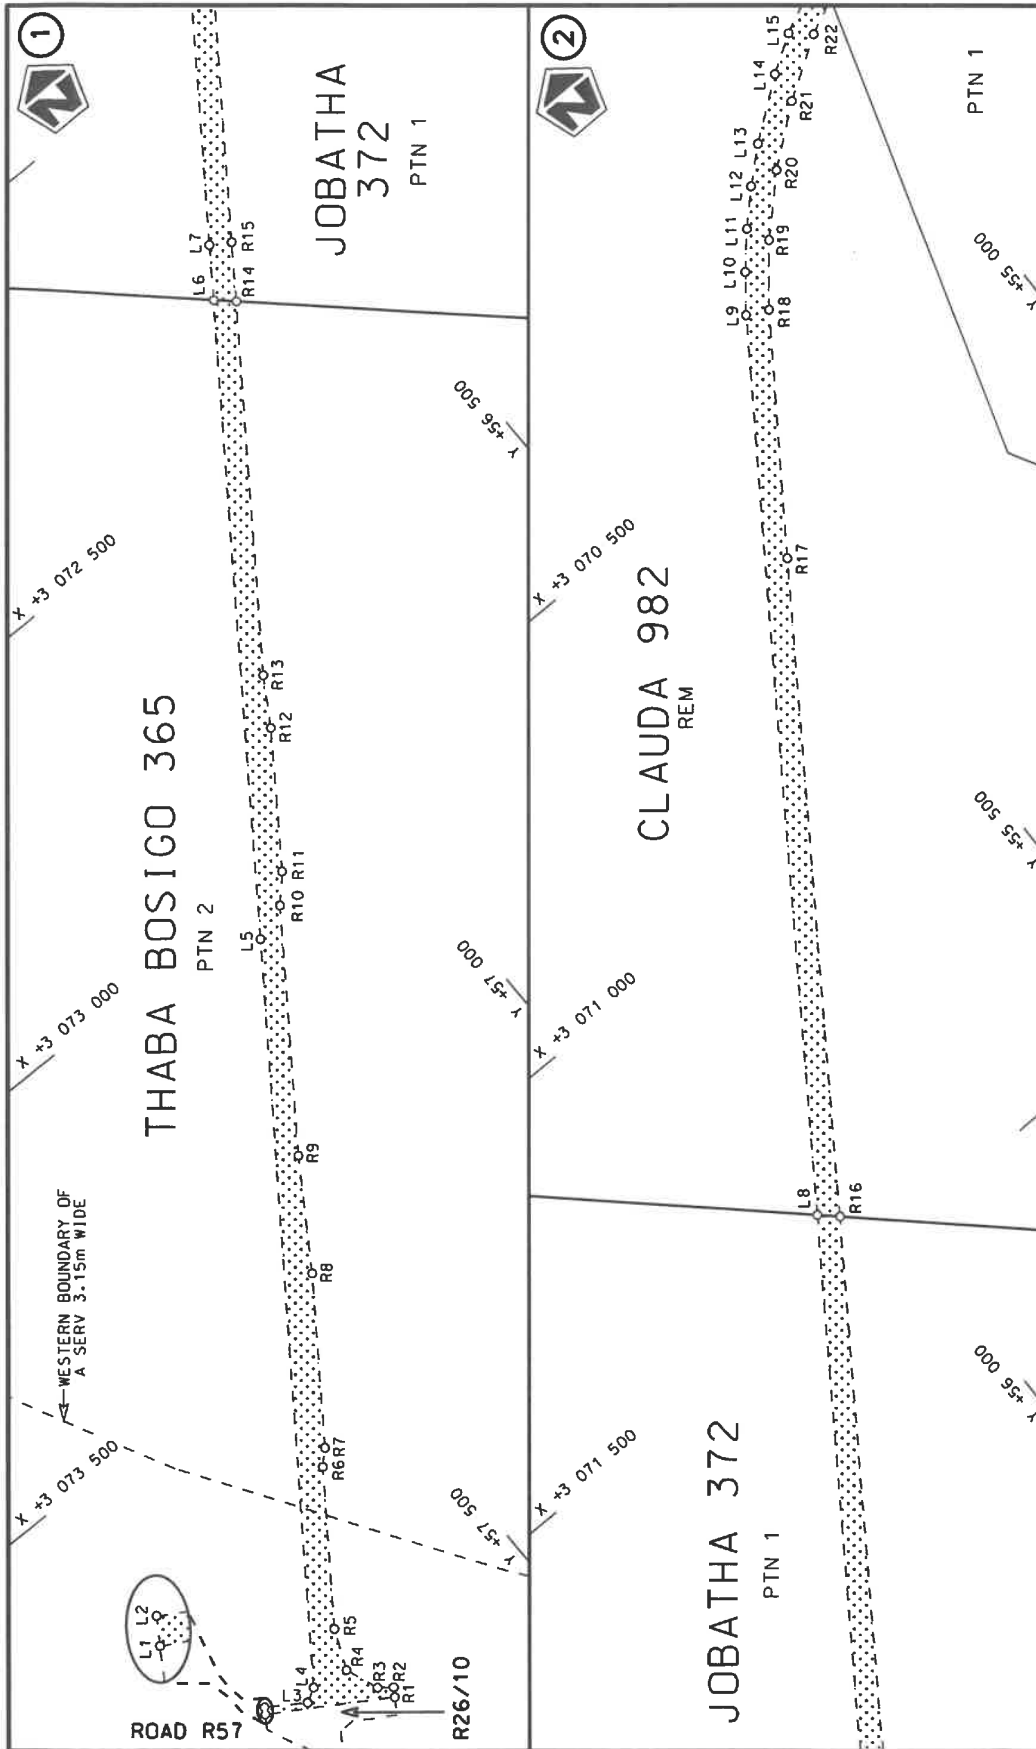 1
THABA BOSIGO 365
PTN 2
JOBATHA
372
PTN 1
WESTERN BOUNDARY OF
A SERV 3.15m WIDE
X +3 073 500
X +3 073 000
X +3 072 500
Y +57 500
Y +57 000
Y +56 500
ROAD R57
R26/10
L1
L2
L3
L4
L5
L6
L7
R1
R2
R3
R4
R5
R6
R7
R8
R9
R10
R11
R12
R13
R14
R15
2
JOBATHA 372
PTN 1
CLAUDA 982
REM
PTN 1
X +3 071 500
X +3 071 000
X +3 070 500
Y +56 000
Y +55 500
Y +55 000
L8
L9
L10
L11
L12
L13
L14
L15
R16
R17
R18
R19
R20
R21
R22